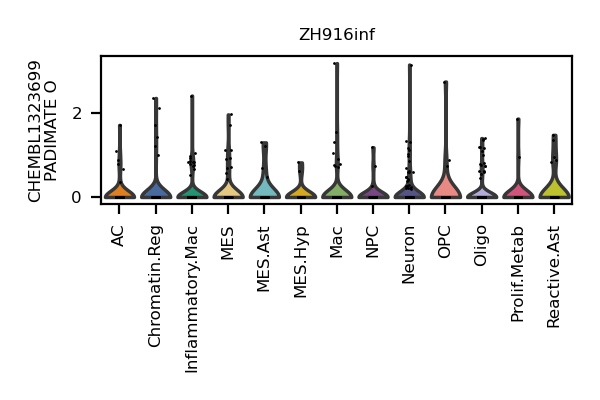 ZH916inf
CHEMBL1323699
PADIMATE O
2
0
AC
Chromatin.Reg
Inflammatory.Mac
MES
MES.Ast
MES.Hyp
Mac
NPC
Neuron
OPC
Oligo
Prolif.Metab
Reactive.Ast